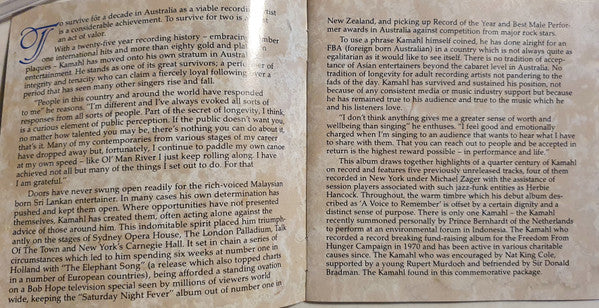 To survive for a decade in Australia as a viable recording artist
is a considerable achievement. To survive for two is
an act of valor.
With a twenty-five year recording history – embracing number
one international hits and more than eighty gold and platinum
plaques – Kamahl has moved onto his own stratum in Australian
entertainment. He stands as one of its great survivors; a performer of
integrity and tenacity who can claim a fiercely loyal following over a
period that has seen many other singers rise and fall.
"People in this country and around the world have responded
to me" he reasons. "I'm different and I've always evoked all sorts of
responses from all sorts of people. Part of the secret of longevity, I think,
is a curious element of public perception. If the public doesn't want you,
no matter how talented you may be, there's nothing you can do about it,
that's it. Many of my contemporaries from various stages of my career
have dropped away but, fortunately, I continue to paddle my own canoe
at my own speed – like Ol' Man River I just keep rolling along. I have
achieved not all but many of the things I set out to do. For that
I am grateful."
Doors have never swung open readily for the rich-voiced Malaysian
born Sri Lankan entertainer. In many cases his own determination has
pushed and kept them open. Where opportunities have not presented
themselves, Kamahl has created them, often acting alone against the
advice of those around him. This indomitable spirit placed him triumph-
antly on the stages of Sydney Opera House, The London Palladium, Talk
Of The Town and New York's Carnegie Hall. It set in chain a series of
circumstances which led to him spending six weeks at number one in
Holland with "The Elephant Song" (a release which also topped charts
in a number of European countries), being afforded a standing ovation
on a Bob Hope television special seen by millions of viewers world
wide, keeping the "Saturday Night Fever" album out of number one in
New Zealand, and picking up Record of the Year and Best Male Perfor-
mer awards in Australia against competition from major rock stars.
To use a phrase Kamahl himself coined, he has done alright for an
FBA (foreign born Australian) in a country which is not always quite as
egalitarian as it would like to see itself. There is no tradition of accep-
tance of Asian entertainers beyond the cabaret level in Australia. No
tradition of longevity for adult recording artists not pandering to the
fads of the day. Kamahl has survived and sustained his position, not
because of any consistent media or music industry support but because
he has remained true to his audience and true to the music which he
and his listeners love.
"I don't think anything gives me a greater sense of worth and
wellbeing than singing" he enthuses. "I feel good and emotionally
charged when I'm singing to an audience that wants to hear what I have
to share with them. That you can reach out to people and be accepted in
return is the highest reward possible – in performance and life."
This album draws together highlights of a quarter century of Kamahl
on record and features five previously unreleased tracks, four of them
recorded in New York under Michael Zager with the assistance of
session players associated with such jazz-funk entities as Herbie
Hancock. Throughout, the warm timbre which his debut album des-
cribed as 'A Voice to Remember' is offset by a certain dignity and a
distinct sense of purpose. There is only one Kamahl – the Kamahl
recently summoned personally by Prince Bernhardt of the Netherlands
to perform at an environmental forum in Indonesia. The Kamahl who
recorded a record breaking fund-raising album for the Freedom From
Hunger Campaign in 1970 and has been active in various charitable
causes since. The Kamahl who was encouraged by Nat King Cole,
supported by a young Rupert Murdoch and befriended by Sir Donald
Bradman. The Kamahl found in this commemorative package.